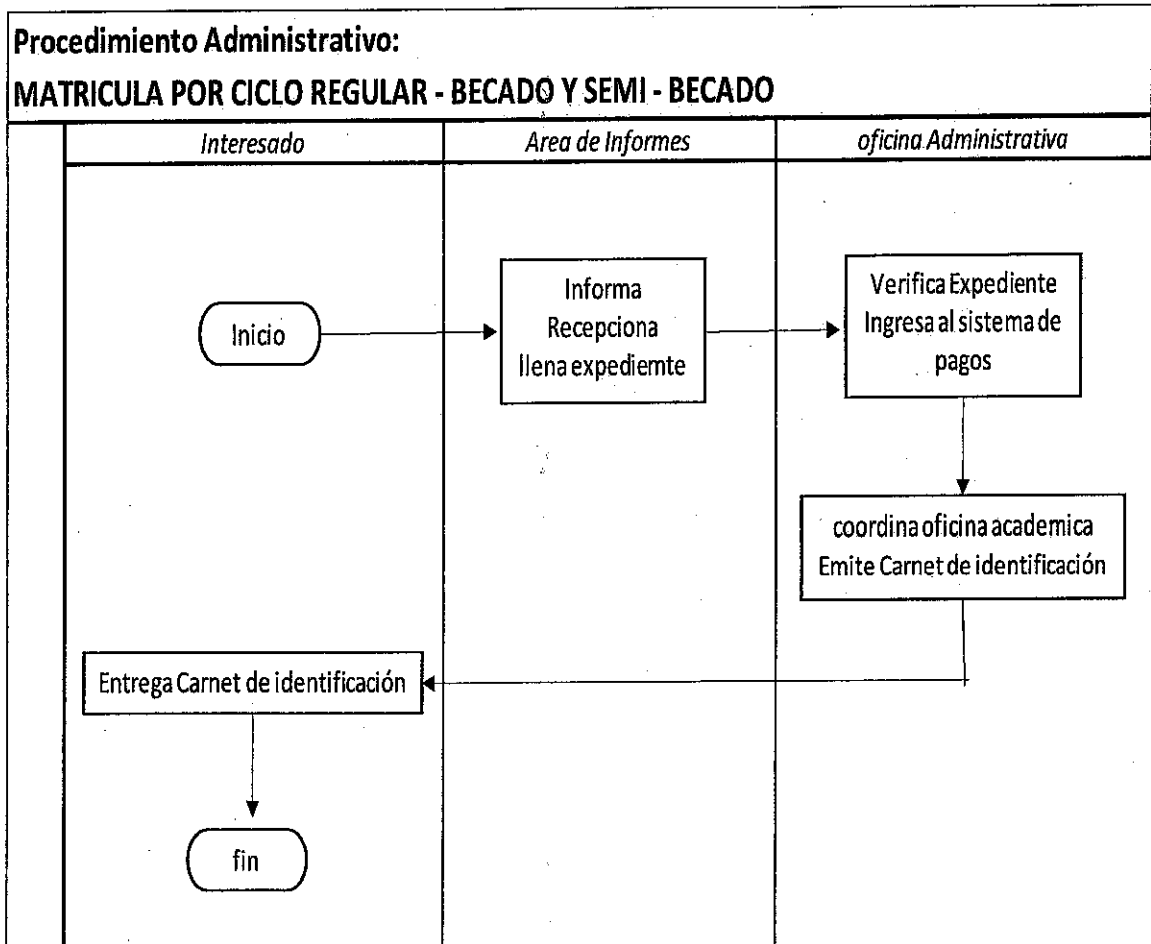 Procedimiento Administrativo:
MATRICULA POR CICLO REGULAR - BECADO Y SEMI - BECADO
Interesado
Area de Informes
oficina Administrativa
Inicio
Informa
Recepciona
llena expediemte
Verifica Expediente
Ingresa al sistema de
pagos
coordina oficina academica
Emite Carnet de identificación
Entrega Carnet de identificación
fin